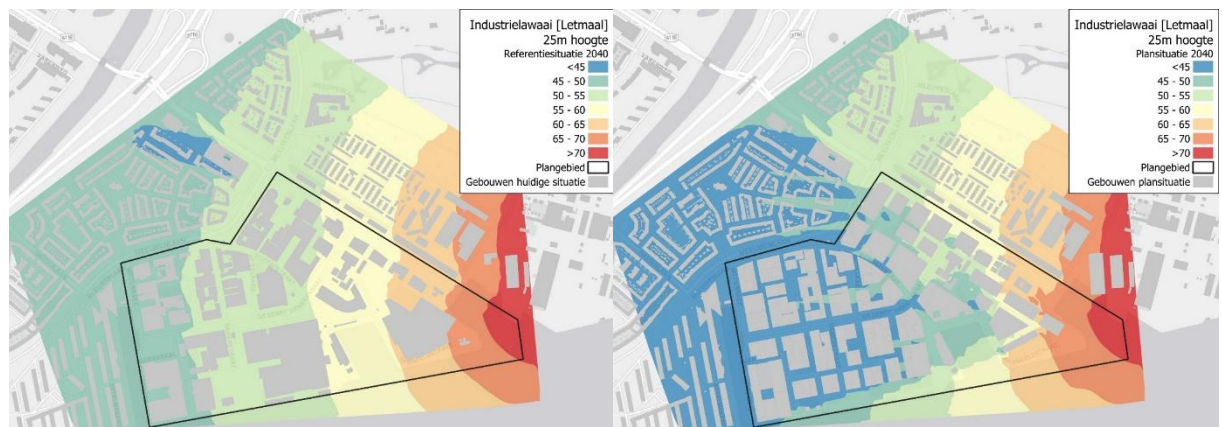 Industrielawaai [Letmaal]
25m hoogte
Referentiesituatie 2040
<45
45 - 50
50 - 55
55 - 60
60 - 65
65 - 70
>70
Plangebied
Gebouwen huidige situatie
Industrielawaai [Letmaal]
25m hoogte
Plansituatie 2040
<45
45 - 50
50 - 55
55 - 60
60 - 65
65 - 70
>70
Plangebied
Gebouwen plansituatie